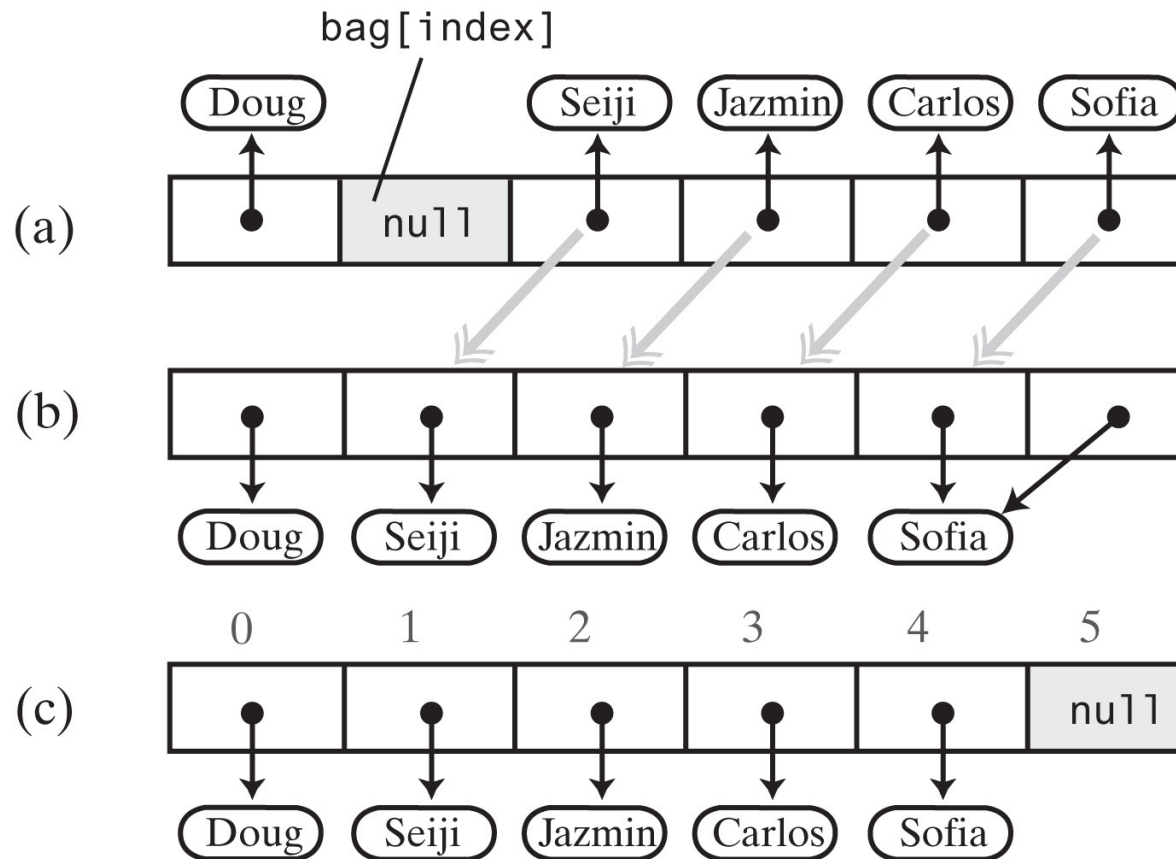 bag[index]
Doug Seiji Jazmin Carlos Sofia
(a) null
(b)
Doug Seiji Jazmin Carlos Sofia
0 1 2 3 4 5
(c) null
Doug Seiji Jazmin Carlos Sofia